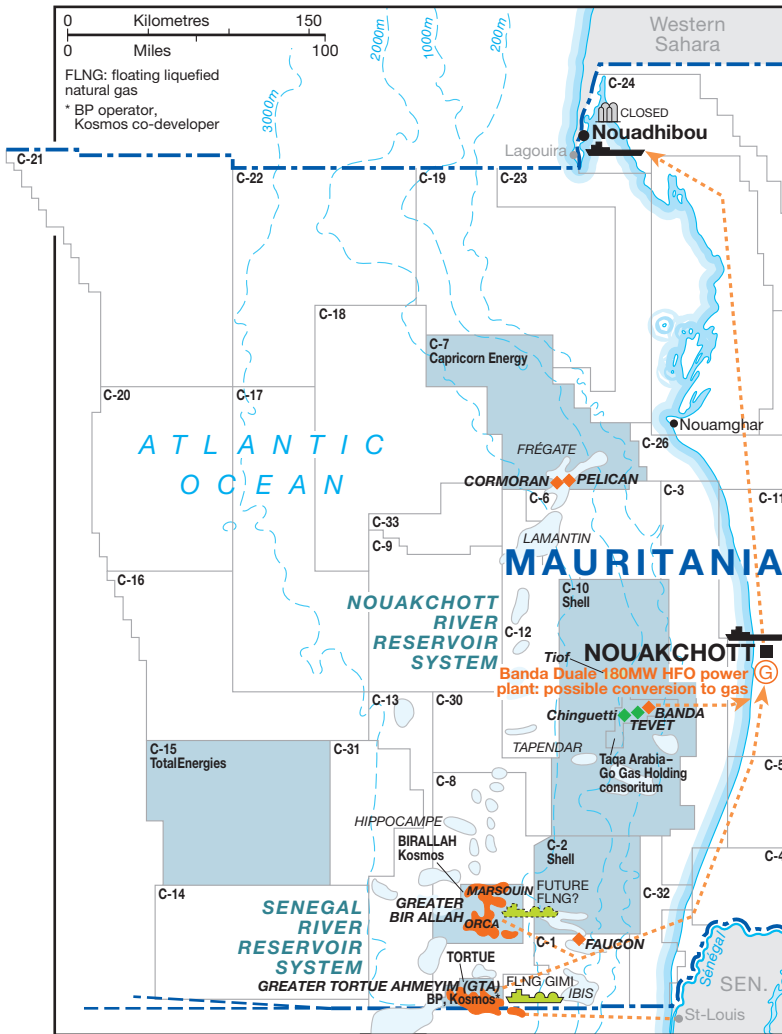 0 Kilometres 150
0 Miles 100
FLNG: floating liquefied
natural gas
* BP operator,
Kosmos co-developer
3000m
2000m
1000m
200m
Western
Sahara
C-24
CLOSED
Nouadhibou
Lagouira
C-21
C-22
C-19
C-23
C-18
C-7
Capricorn Energy
C-20
C-17
ATLANTIC
OCEAN
Nouamghar
C-26
FRÉGATE
CORMORAN
PELICAN
C-6
C-3
C-11
C-33
C-9
LAMANTIN
MAURITANIA
C-16
C-10
Shell
NOUAKCHOTT
RIVER
RESERVOIR
SYSTEM
C-12
NOUAKCHOTT
Tiof
G
Banda Duale 180MW HFO power
plant: possible conversion to gas
C-13
C-30
Chinguetti
BANDA
TEVET
TAPENDAR
Taqa Arabia–
Go Gas Holding
consoritum
C-15
TotalEnergies
C-31
C-8
C-5
HIPPOCAMPE
BIRALLAH
Kosmos
C-2
Shell
C-4
C-14
MARSOUIN
FUTURE
FLNG?
C-32
GREATER
BIR ALLAH
ORCA
SENEGAL
RIVER
RESERVOIR
SYSTEM
C-1
FAUCON
TORTUE
GREATER TORTUE AHMEYIM (GTA)
BP, Kosmos*
FLNG GIMI
IBIS
Sénégal
SEN.
St-Louis